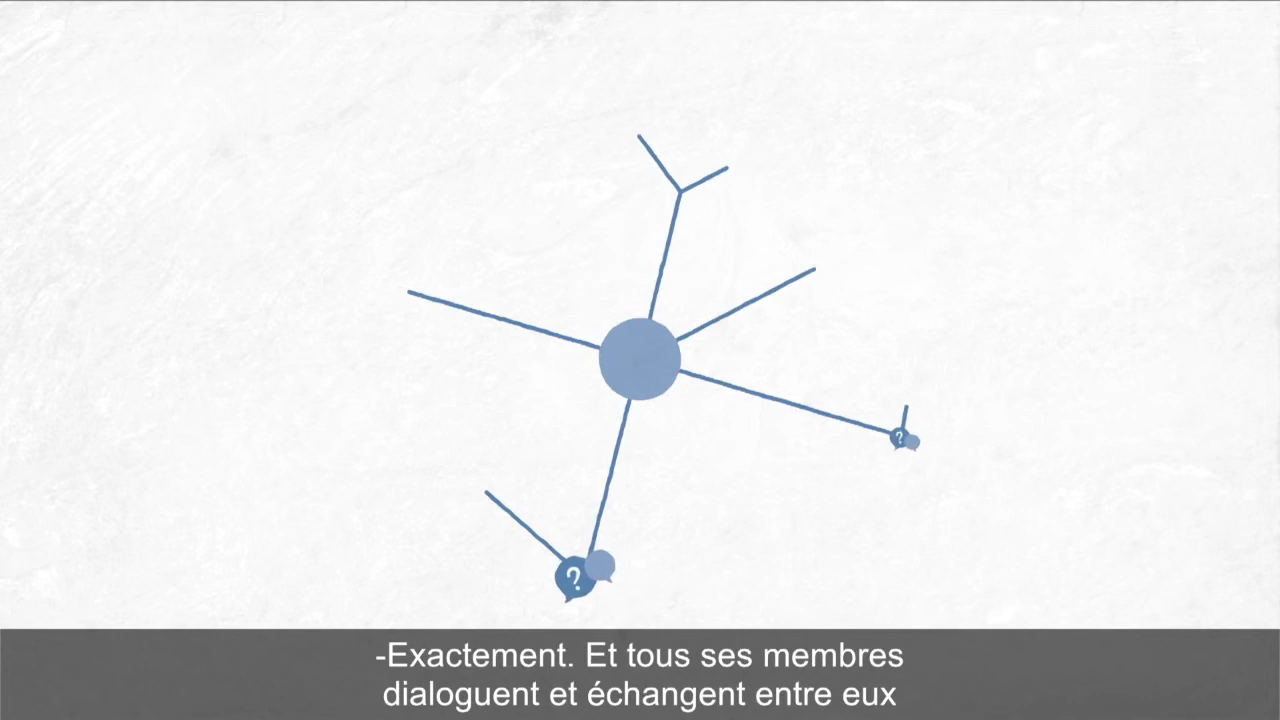 ?
?
-Exactement. Et tous ses membres
dialoguent et échangent entre eux